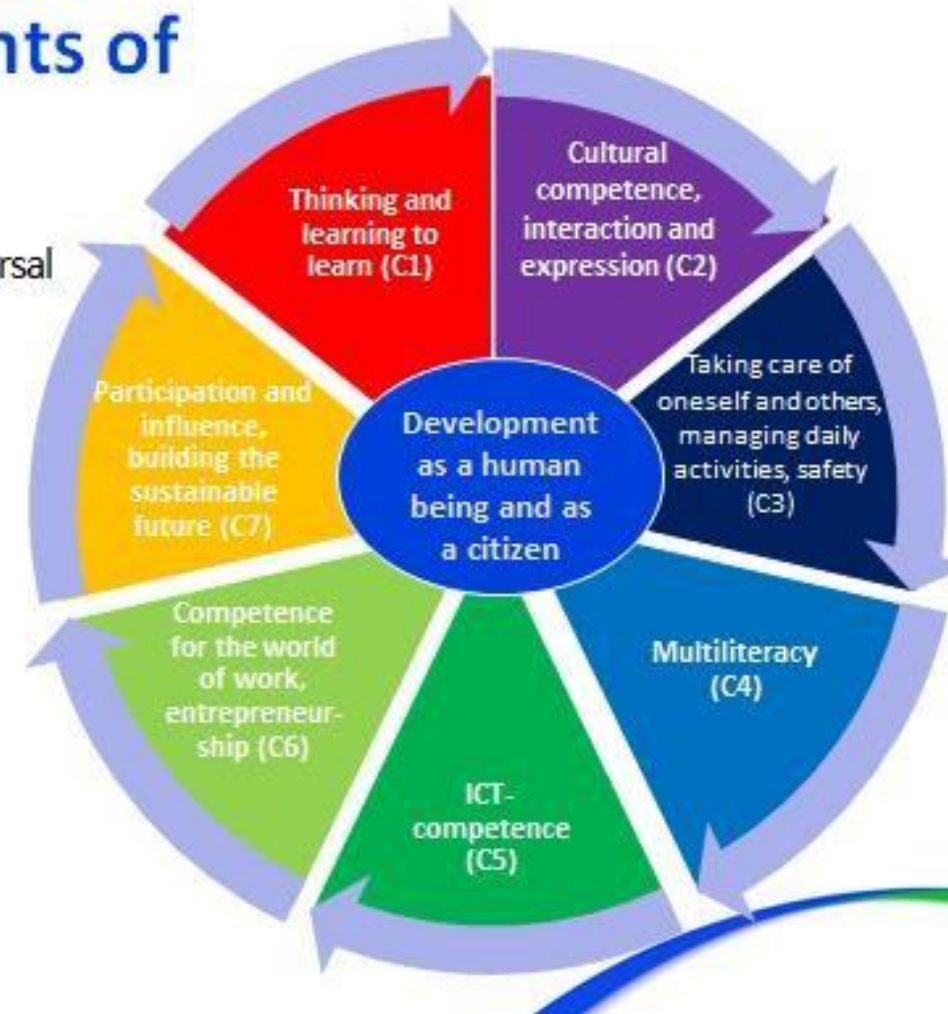 of
Thinking and
learning to
learn (C1)
Cultural
competence,
interaction and
expression (C2)
Taking care of
oneself and others,
managing daily
activities, safety
(C3)
Multiliteracy
(C4)
ICT-
competence
(C5)
Competence
for the world
of work,
entrepreneur-
ship (C6)
Participation and
influence,
building the
sustainable
future (C7)
Development
as a human
being and as
a citizen